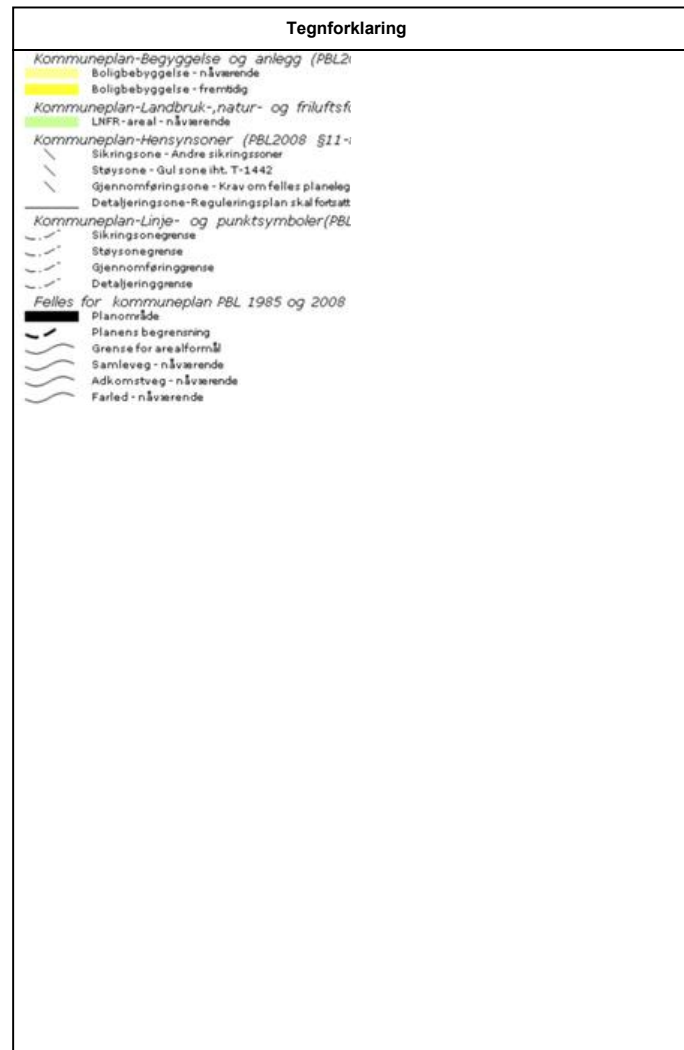 Tegnforklaring
Kommuneplan-Begyggelse og anlegg (PBL2
Boligbebyggelse - nåværende
Boligbebyggelse - fremtidig
Kommuneplan-Landbruk-,natur- og friluftsf
LNFR-areal - nåværende
Kommuneplan-Hensynsoner (PBL2008 §11-
Sikringsone - Andre sikringssoner
Støysone - Gul sone iht. T-1442
Gjennomføringsone - Krav om felles planeleg
Detaljeringsone-Reguleringsplan skal fortsatt
Kommuneplan-Linje- og punktsymboler(PBL
Sikringsonegrense
Støysonegrense
Gjennomføringgrense
Detaljeringgrense
Felles for kommuneplan PBL 1985 og 2008
Planområde
Planens begrensning
Grense for arealformål
Samleveg - nåværende
Adkomstveg - nåværende
Farled - nåværende